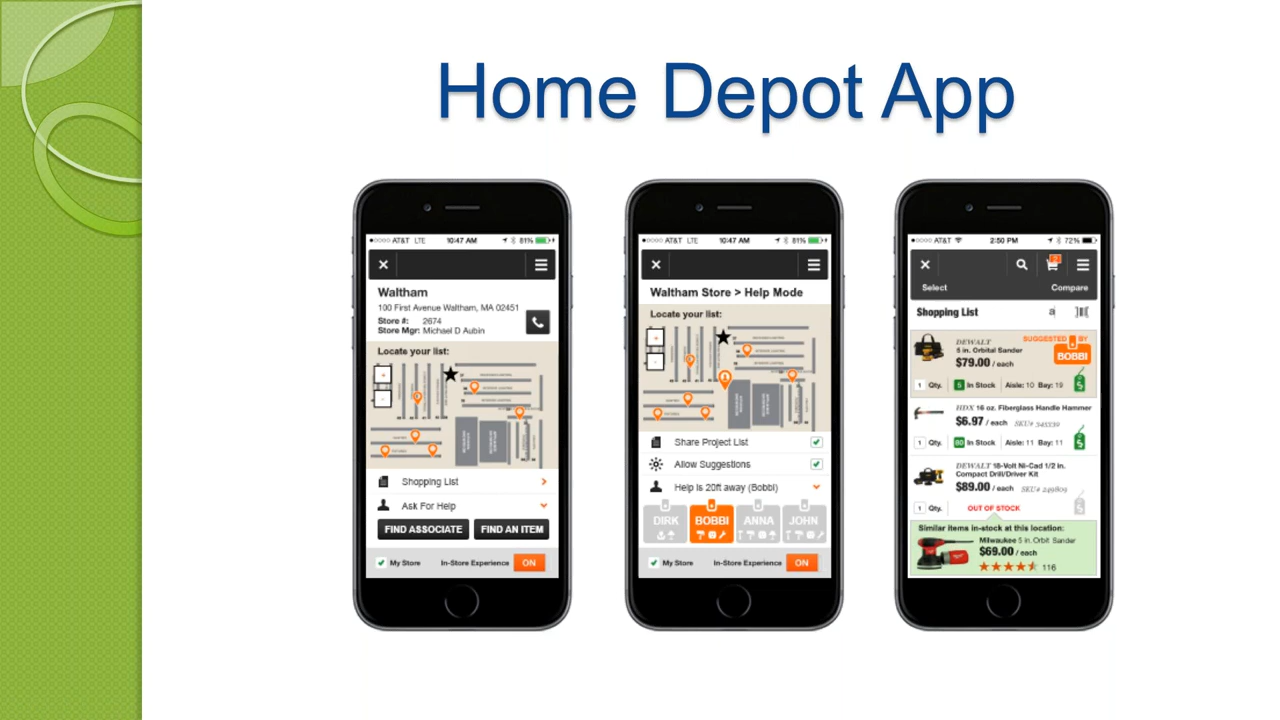 Home Depot App
AT&T LTE 10:47 AM 81%
Waltham
100 First Avenue Waltham, MA 02451
Store #: 2674
Store Mgr: Michael D Aubin
Locate your list:
Shopping List
Ask For Help
FIND ASSOCIATE FIND AN ITEM
My Store In-Store Experience ON
AT&T LTE 10:47 AM 81%
Waltham Store > Help Mode
Locate your list:
Share Project List
Allow Suggestions
Help is 20ft away (Bobbi)
DIRK BOBBI ANNA JOHN
My Store In-Store Experience ON
AT&T 2:50 PM 72%
2
Select Compare
Shopping List a
DEWALT SUGGESTED BY
5 in. Orbital Sander BOBBI
$79.00 / each
1 Qty. 5 In Stock Aisle: 10 Bay: 19
HDX 16 oz. Fiberglass Handle Hammer
$6.97 / each SKU#
1 Qty. 80 In Stock Aisle: 11 Bay: 11
DEWALT 18-Volt Ni-Cad 1/2 in.
Compact Drill/Driver Kit
$89.00 / each SKU#
1 Qty. OUT OF STOCK
Similar items in-stock at this location:
Milwaukee 5 in. Orbit Sander
$69.00 / each
116